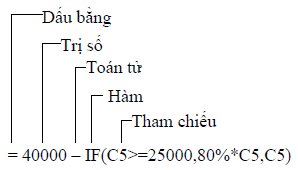 Dấu bằng
Trị số
Toán tử
Hàm
Tham chiếu
= 40000 – IF(C5>=25000,80%*C5,C5)